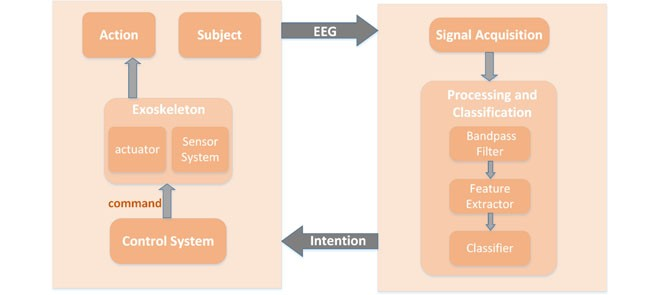 Action
Subject
Exoskeleton
actuator
Sensor
System
command
Control System
EEG
Intention
Signal Acquisition
Processing and
Classification
Bandpass
Filter
Feature
Extractor
Classifier